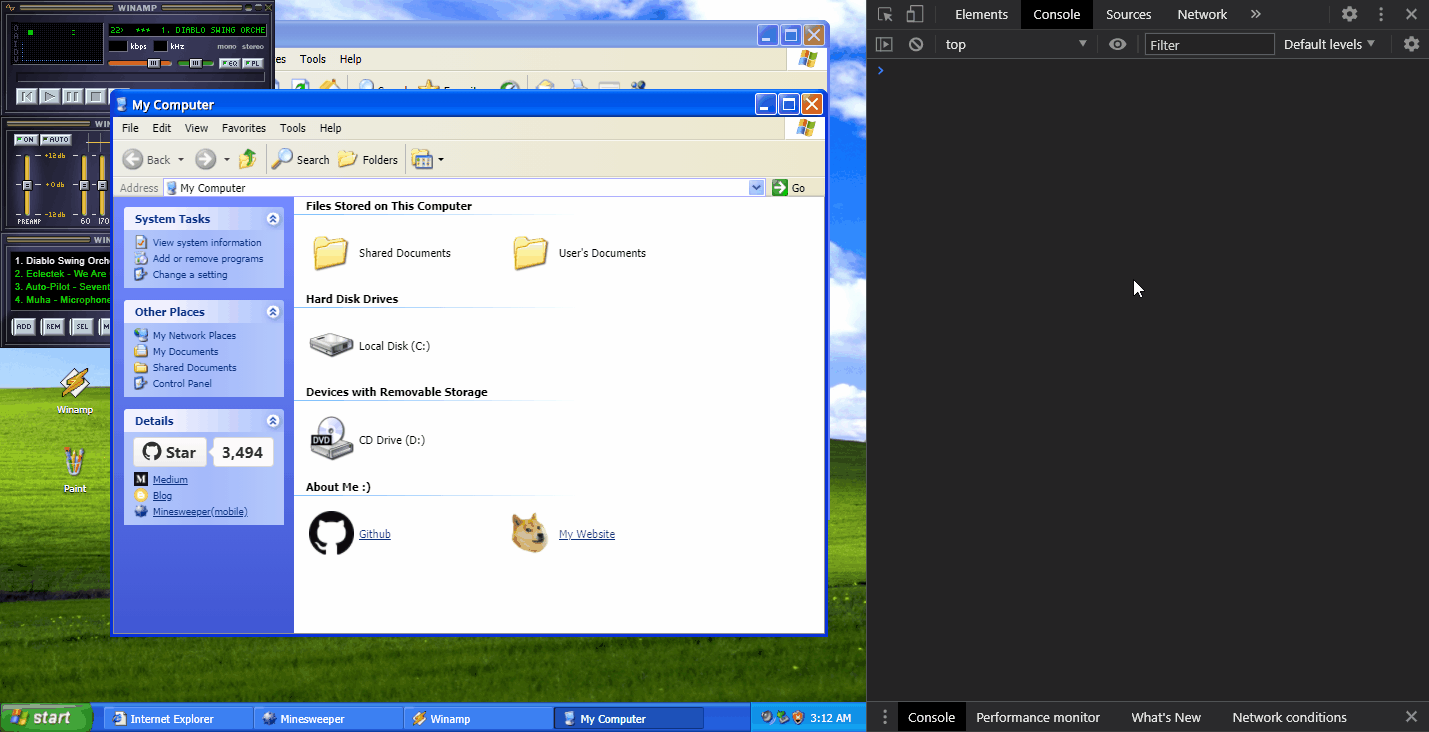 WINAMP
22> *** 1. DIABLO SWING ORCHE
kbps kHz mono stereo
EQ PL
ON AUTO
+12db
+0db
-12db
PREAMP 60 170
1. Diablo Swing Orche
2. Eclectek - We Are
3. Auto-Pilot - Sevent
4. Muha - Microphone
ADD REM SEL
Winamp
Paint
Tools Help
My Computer
File Edit View Favorites Tools Help
Back Search Folders
Address My Computer Go
System Tasks
View system information
Add or remove programs
Change a setting
Other Places
My Network Places
My Documents
Shared Documents
Control Panel
Details
Star 3,494
Medium
Blog
Minesweeper(mobile)
Files Stored on This Computer
Shared Documents User's Documents
Hard Disk Drives
Local Disk (C:)
Devices with Removable Storage
DVD
CD Drive (D:)
About Me :)
Github My Website
start Internet Explorer Minesweeper Winamp My Computer 3:12 AM
Elements Console Sources Network
top Filter Default levels
Console Performance monitor What's New Network conditions